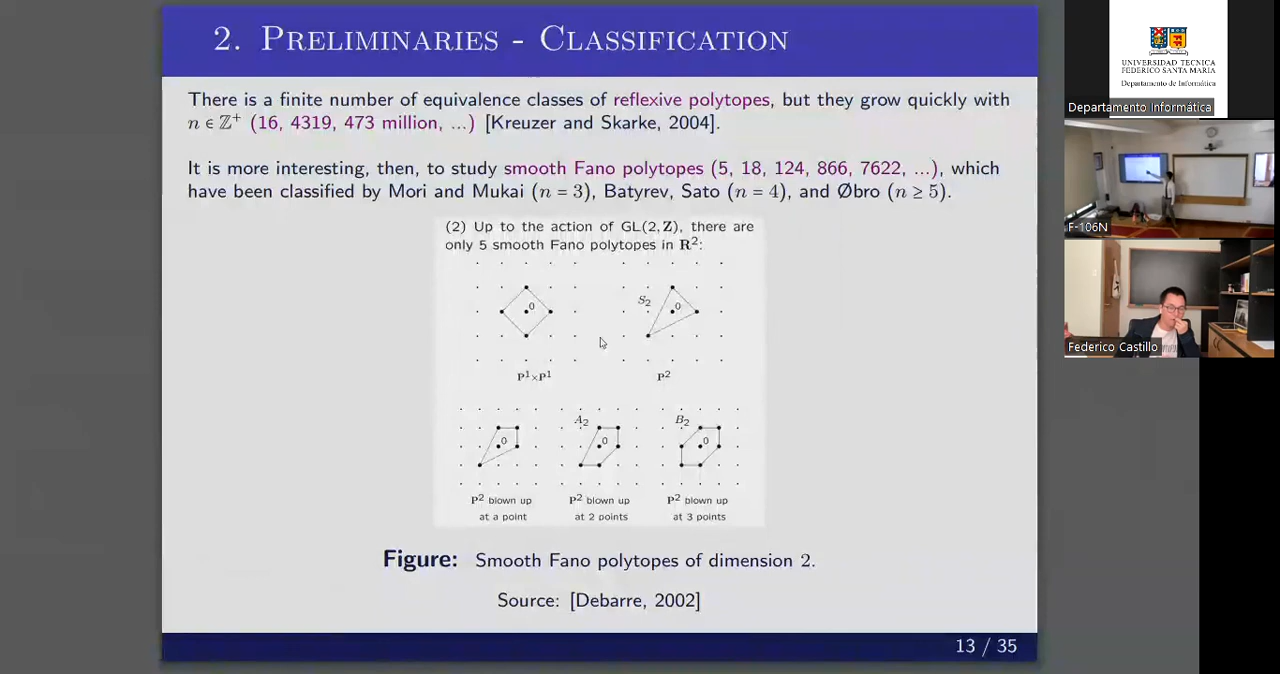 2. Preliminaries - Classification
There is a finite number of equivalence classes of reflexive polytopes, but they grow quickly with
n ∈ ℤ⁺ (16, 4319, 473 million, ...) [Kreuzer and Skarke, 2004].
It is more interesting, then, to study smooth Fano polytopes (5, 18, 124, 866, 7622, ...), which
have been classified by Mori and Mukai (n = 3), Batyrev, Sato (n = 4), and Øbro (n ≥ 5).
(2) Up to the action of GL(2, Z), there are
only 5 smooth Fano polytopes in R²:
0
S₂ 0
P¹×P¹
P²
0
A₂ 0
B₂ 0
P² blown up
at a point
P² blown up
at 2 points
P² blown up
at 3 points
Figure: Smooth Fano polytopes of dimension 2.
Source: [Debarre, 2002]
13 / 35
UNIVERSIDAD TECNICA
FEDERICO SANTA MARIA
Departamento de Informática
Departamento Informática
F-106N
Federico Castillo